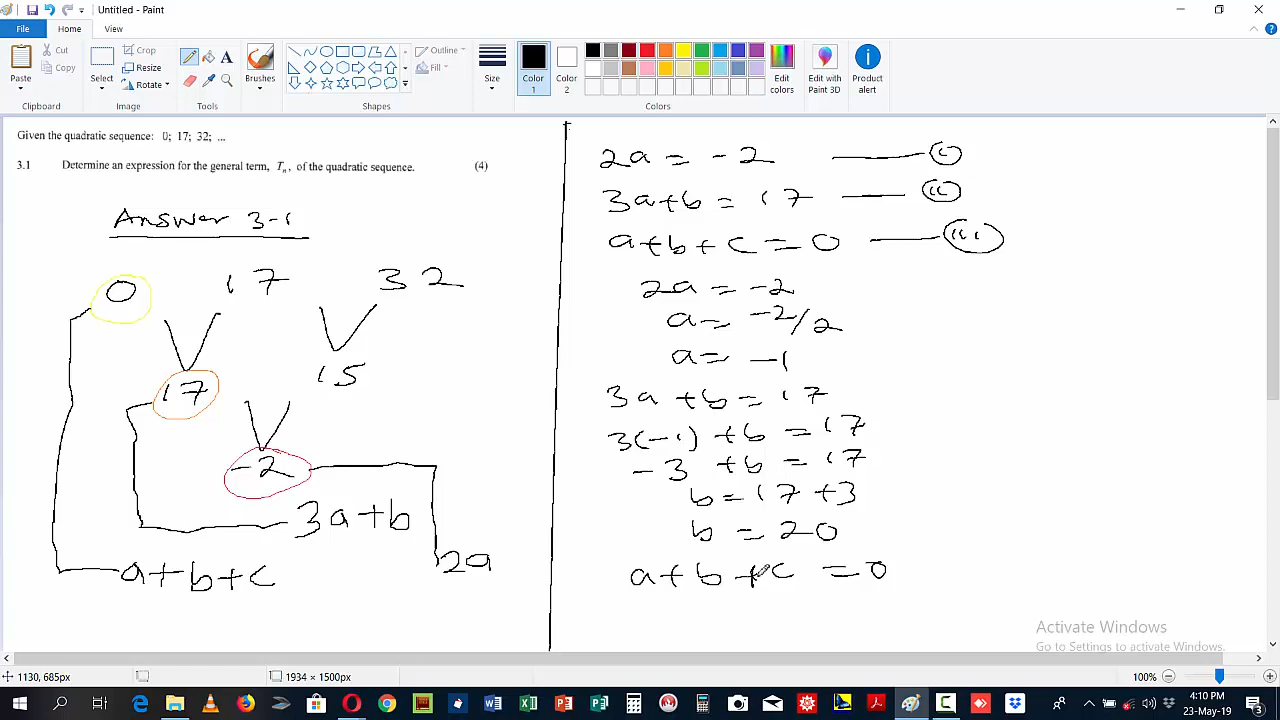 Untitled - Paint
File Home View
Paste Cut Copy Clipboard
Select Crop Resize Rotate Image
Tools
Brushes
Outline Fill Shapes
Size
Color 1 Color 2 Edit colors Colors
Edit with Paint 3D
Product alert
Given the quadratic sequence: 0; 17; 32; ...
3.1 Determine an expression for the general term, Tn, of the quadratic sequence. (4)
Answer 3-1
0 17 32
17 15
-2
3a+b
a+b+c 2a
2a = -2 (i)
3a+b = 17 (ii)
a+b+c = 0 (iii)
2a = -2
a = -2/2
a = -1
3a +b = 17
3(-1) +b = 17
-3 +b = 17
b = 17 +3
b = 20
a+b+c = 0
Activate Windows
Go to Settings to activate Windows.
1130, 685px 1934 × 1500px 100%
4:10 PM
23-May-19